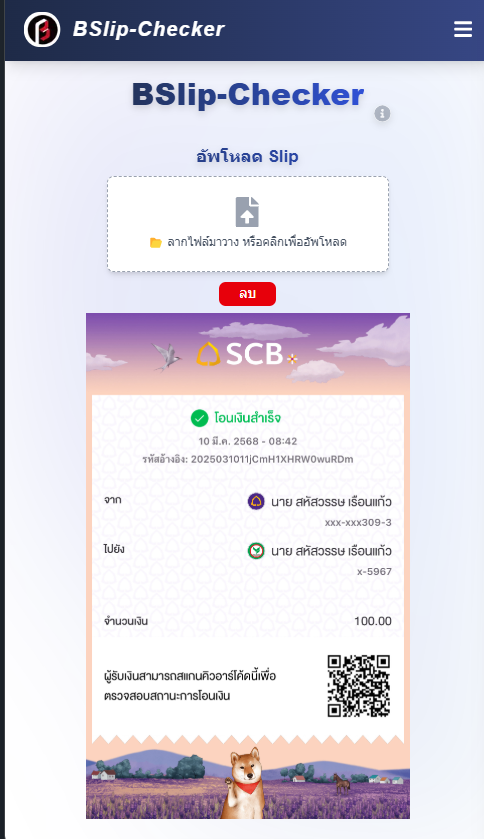 BSlip-Checker
BSlip-Checker
อัพโหลด Slip
ลากไฟล์มาวาง หรือคลิกเพื่ออัพโหลด
ลบ
SCB
โอนเงินสำเร็จ
10 มี.ค. 2568 - 08:42
รหัสอ้างอิง: 2025031011jCmH1XHRW0wuRDm
จาก
นาย สหัสวรรษ เรือนแก้ว
xxx-xxx309-3
ไปยัง
นาย สหัสวรรษ เรือนแก้ว
x-5967
จำนวนเงิน 100.00
ผู้รับเงินสามารถสแกนคิวอาร์โค้ดนี้เพื่อ
ตรวจสอบสถานะการโอนเงิน